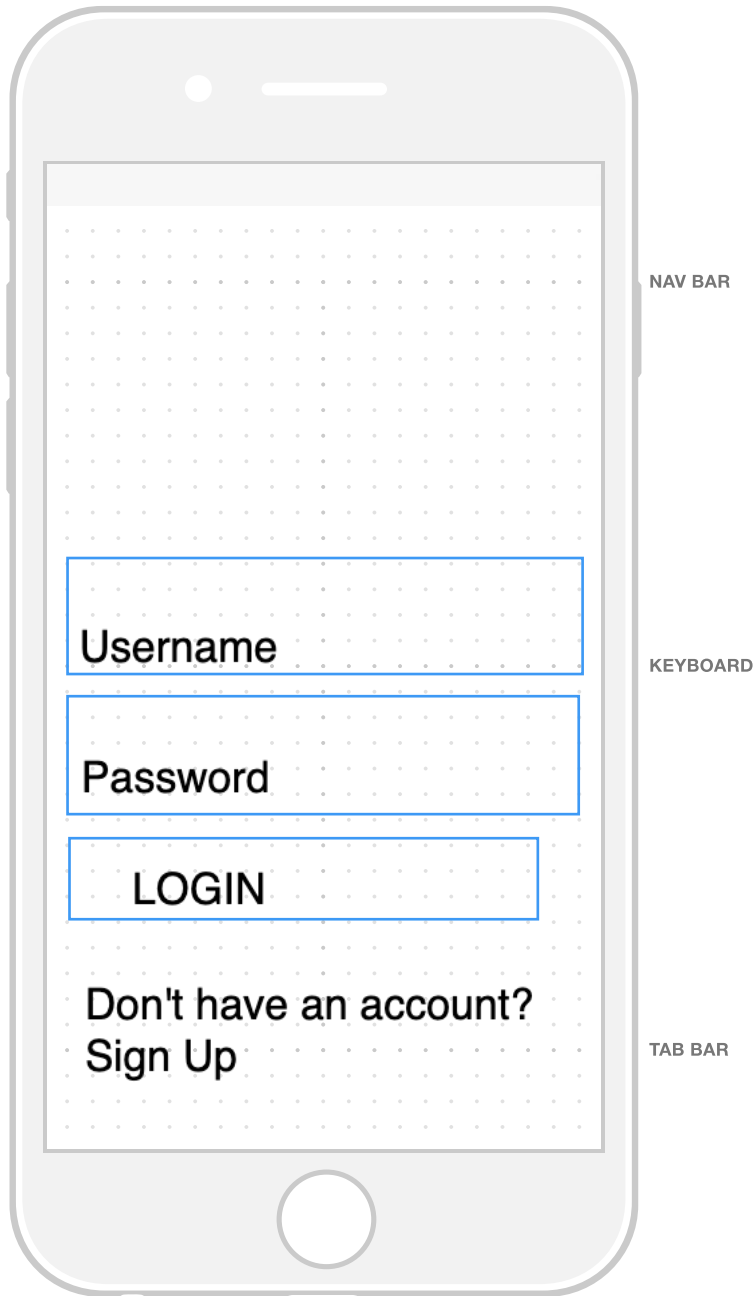 NAV BAR
Username
KEYBOARD
Password
LOGIN
Don't have an account?
Sign Up
TAB BAR